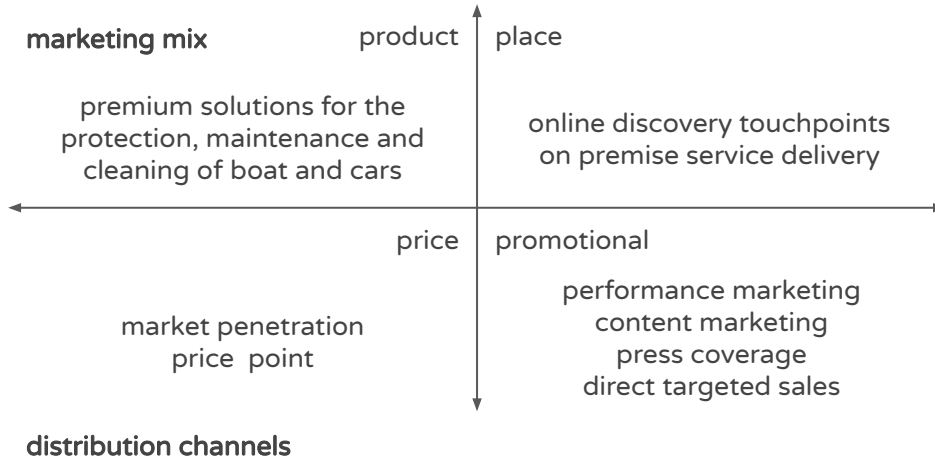 marketing mix
product
place
premium solutions for the
protection, maintenance and
cleaning of boat and cars
online discovery touchpoints
on premise service delivery
price
promotional
market penetration
price point
performance marketing
content marketing
press coverage
direct targeted sales
distribution channels